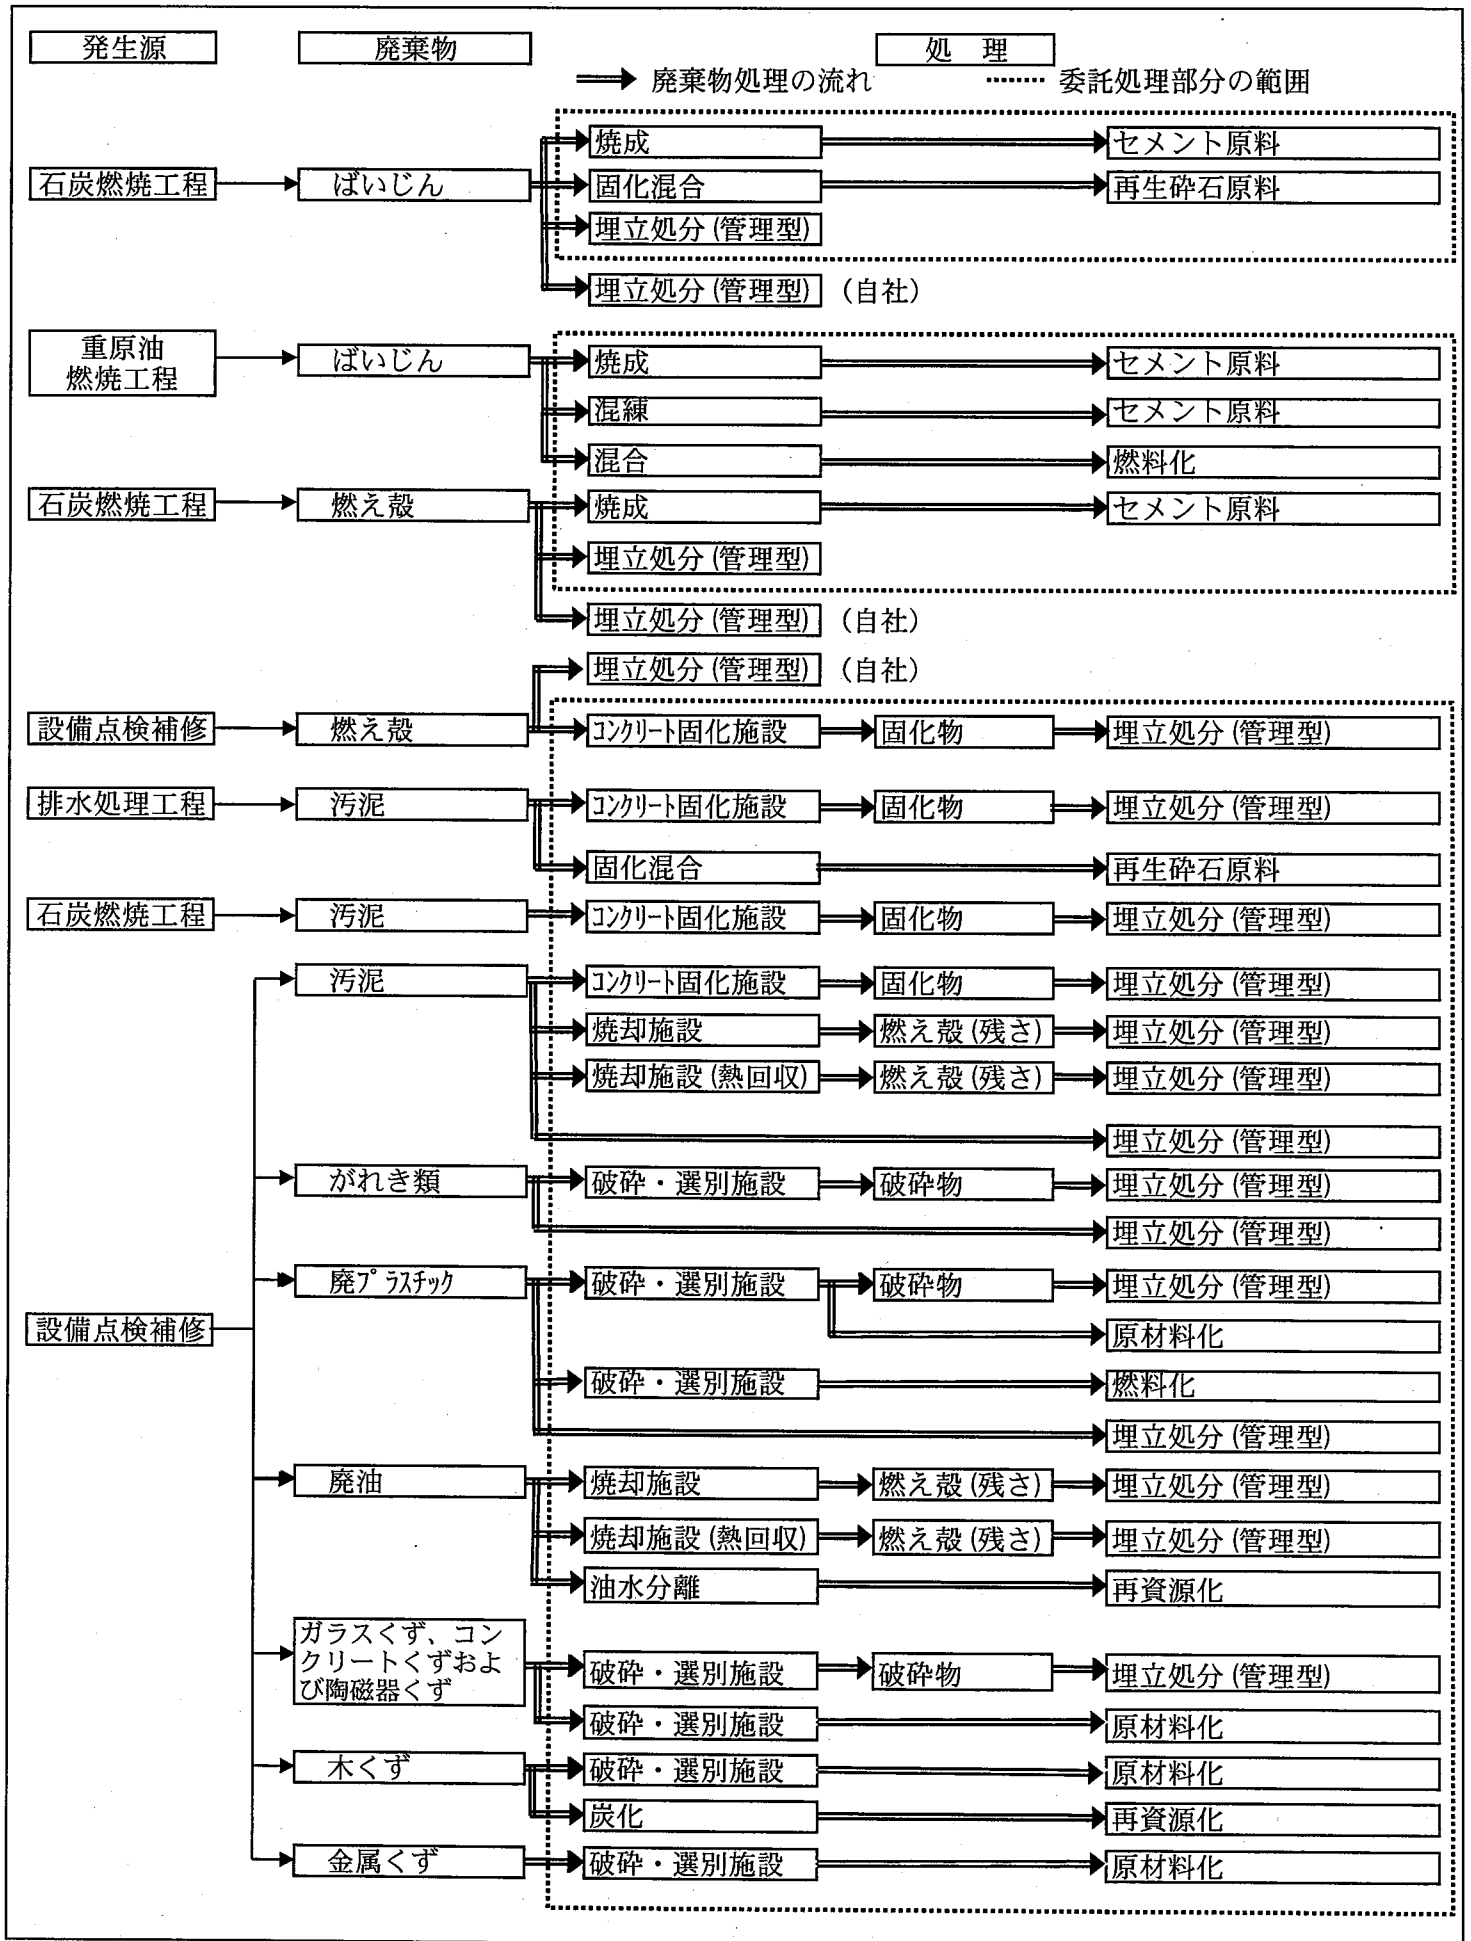 発生源 廃棄物 処 理
廃棄物処理の流れ 委託処理部分の範囲
焼成 セメント原料
石炭燃焼工程 ばいじん 固化混合 再生砕石原料
埋立処分(管理型)
埋立処分(管理型) (自社)
重原油
燃焼工程 ばいじん 焼成 セメント原料
混練 セメント原料
混合 燃料化
石炭燃焼工程 燃え殻 焼成 セメント原料
埋立処分(管理型)
埋立処分(管理型) (自社)
埋立処分(管理型) (自社)
設備点検補修 燃え殻 コンクリート固化施設 固化物 埋立処分(管理型)
排水処理工程 汚泥 コンクリート固化施設 固化物 埋立処分(管理型)
固化混合 再生砕石原料
石炭燃焼工程 汚泥 コンクリート固化施設 固化物 埋立処分(管理型)
汚泥 コンクリート固化施設 固化物 埋立処分(管理型)
焼却施設 燃え殻(残さ) 埋立処分(管理型)
焼却施設(熱回収) 燃え殻(残さ) 埋立処分(管理型)
埋立処分(管理型)
がれき類 破砕・選別施設 破砕物 埋立処分(管理型)
埋立処分(管理型)
廃プラスチック 破砕・選別施設 破砕物 埋立処分(管理型)
設備点検補修 原材料化
破砕・選別施設 燃料化
埋立処分(管理型)
廃油 焼却施設 燃え殻(残さ) 埋立処分(管理型)
焼却施設(熱回収) 燃え殻(残さ) 埋立処分(管理型)
油水分離 再資源化
ガラスくず、コン
クリートくずおよ
び陶磁器くず 破砕・選別施設 破砕物 埋立処分(管理型)
破砕・選別施設 原材料化
木くず 破砕・選別施設 原材料化
炭化 再資源化
金属くず 破砕・選別施設 原材料化